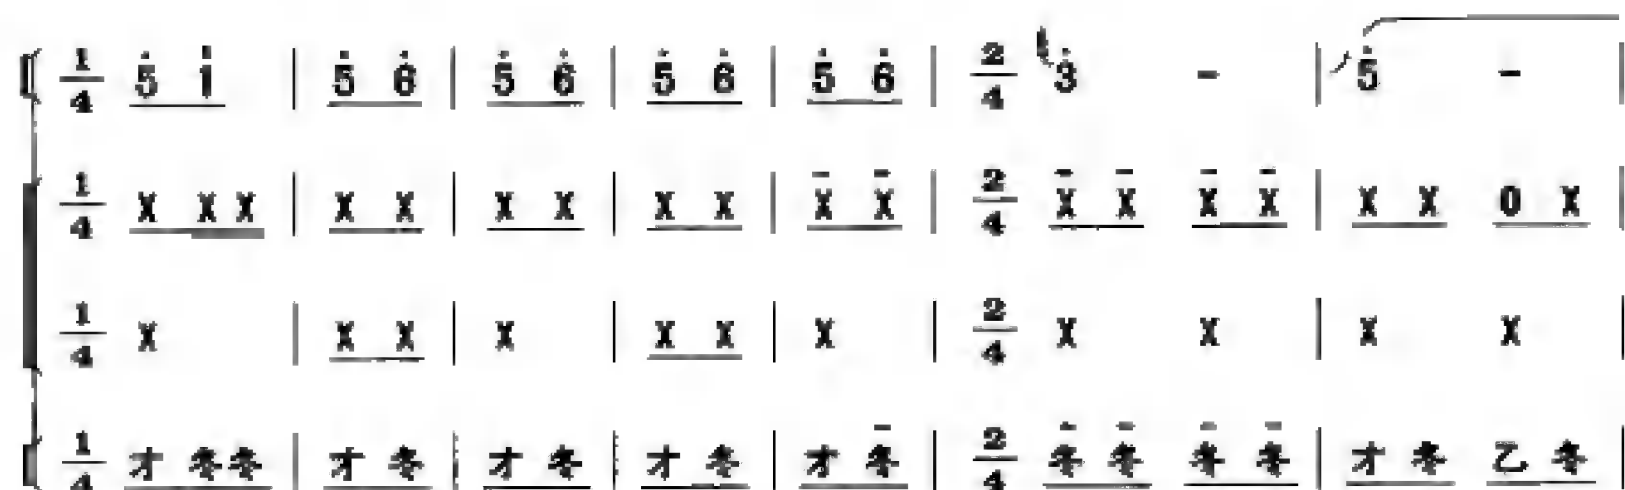 1/4 5̇ 1̇ | 5̇ 6̇ | 5̇ 6̇ | 5̇ 6̇ | 5̇ 6̇ | 2/4 3̇ - | 5̇ - |
1/4 X X X | X X | X X | X X | X X | 2/4 X X X X | X X 0 X |
1/4 X | X X | X | X X | X | 2/4 X X | X X |
1/4 才 冬冬 | 才 冬 | 才 冬 | 才 冬 | 才 冬 | 2/4 冬 冬 冬 冬 | 才 冬 乙 冬